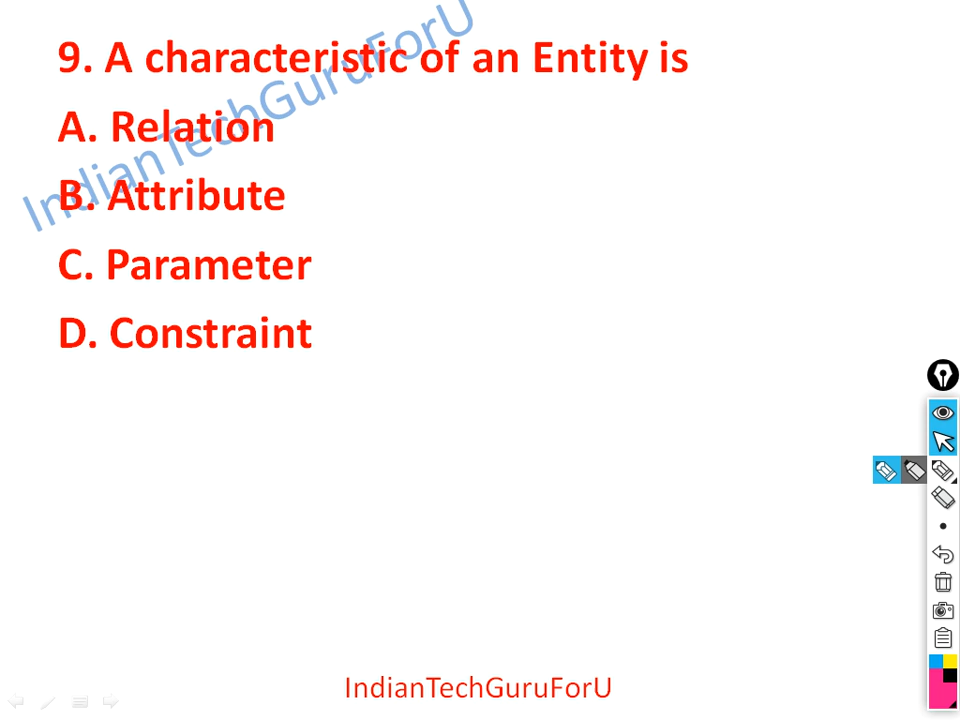 9. A characteristic of an Entity is
A. Relation
B. Attribute
C. Parameter
D. Constraint
IndianTechGuruForU
IndianTechGuruForU